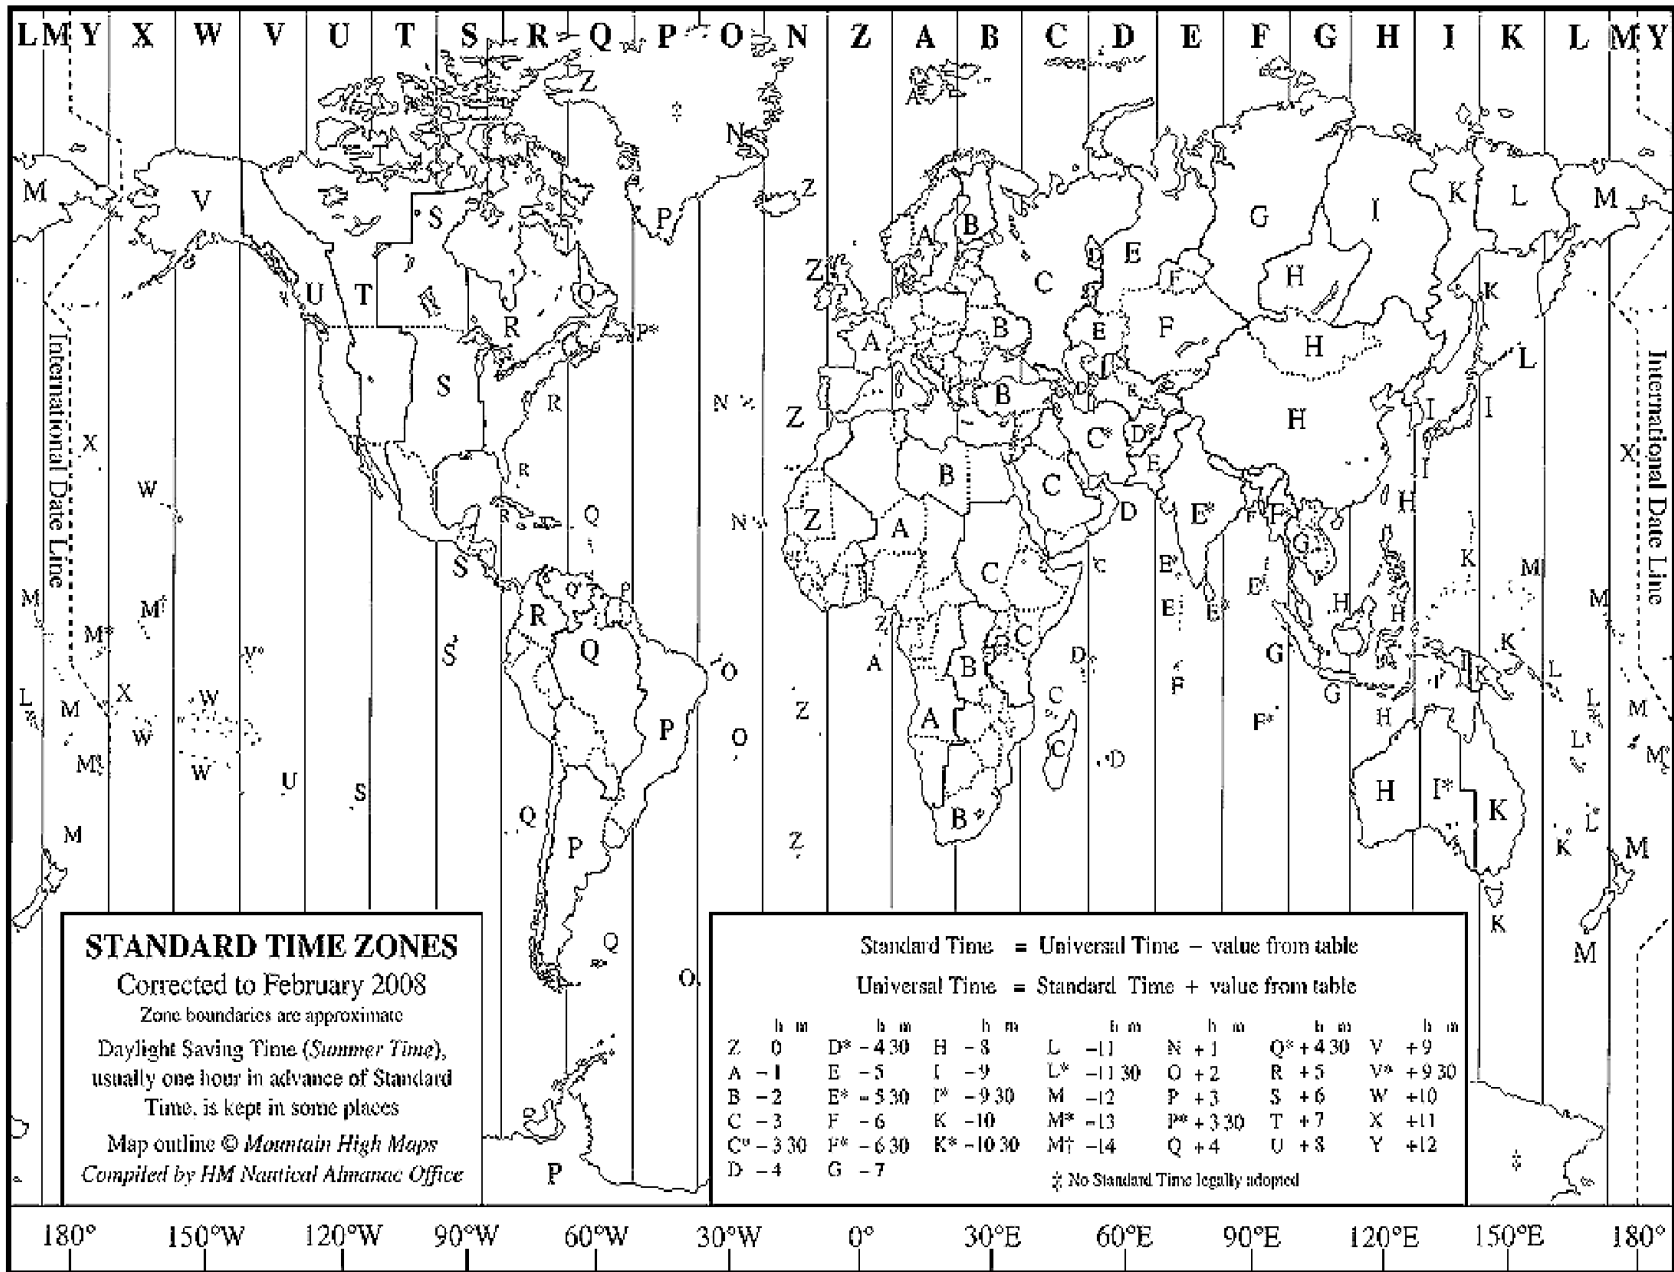 L M Y X W V U T S R Q P O N Z A B C D E F G H I K L M Y
International Date Line
International Date Line
STANDARD TIME ZONES
Corrected to February 2008
Zone boundaries are approximate
Daylight Saving Time (Summer Time),
usually one hour in advance of Standard
Time, is kept in some places
Map outline © Mountain High Maps
Compiled by HM Nautical Almanac Office
Standard Time = Universal Time − value from table
Universal Time = Standard Time + value from table
h m h m h m h m h m h m h m
Z 0 D* − 4 30 H − 8 L −11 N + 1 Q* + 4 30 V + 9
A − 1 E − 5 I − 9 L* −11 30 O + 2 R + 5 V* + 9 30
B − 2 E* − 5 30 I* − 9 30 M −12 P + 3 S + 6 W +10
C − 3 F − 6 K −10 M* −13 P* + 3 30 T + 7 X +11
C* − 3 30 F* − 6 30 K* −10 30 M† −14 Q + 4 U + 8 Y +12
D − 4 G − 7 ‡ No Standard Time legally adopted
180° 150°W 120°W 90°W 60°W 30°W 0° 30°E 60°E 90°E 120°E 150°E 180°